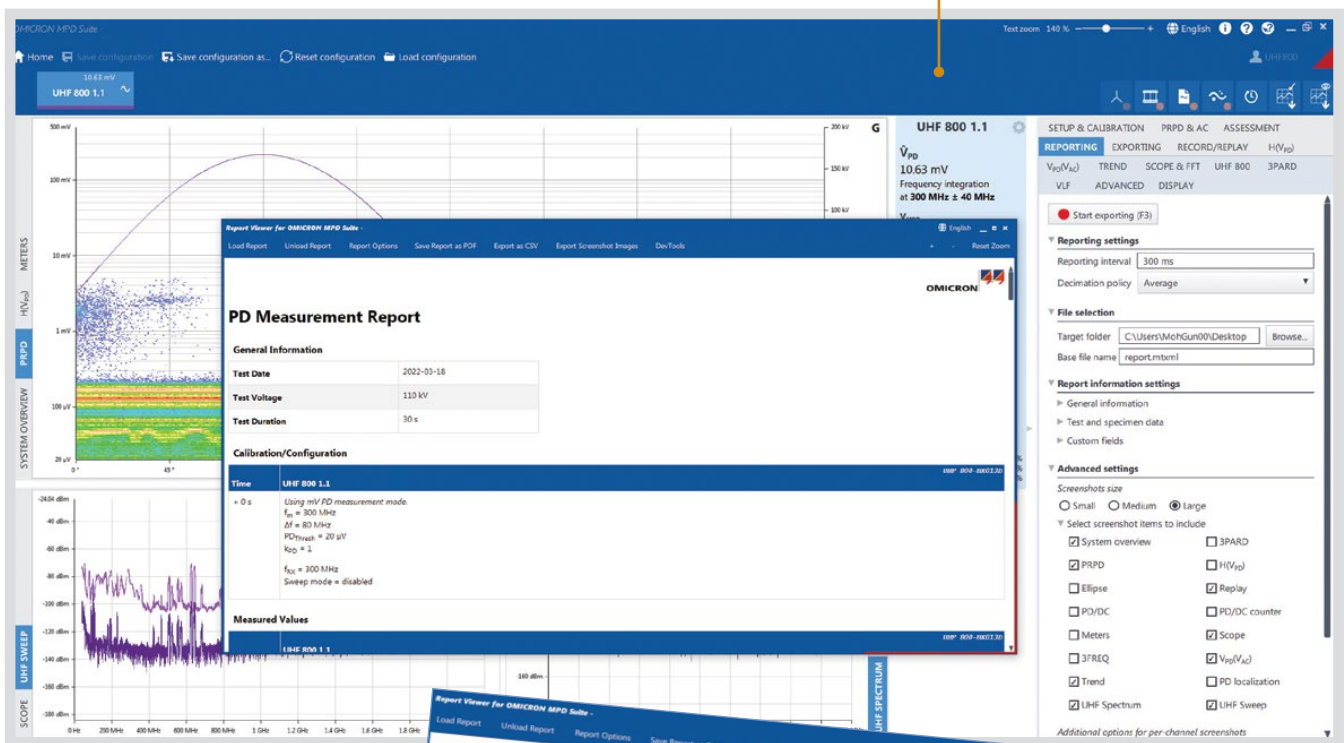 OMICRON MPD Suite -
Text zoom 140 % - + English
Home Save configuration Save configuration as... Reset configuration Load configuration
UHF800
10.63 mV
UHF 800 1.1
METERS
H(VPD)
PRPD
SYSTEM OVERVIEW
500 mV
100 mV
10 mV
1 mV
100 µV
20 µV
0°
45°
200 kV
150 kV
100 kV
G
UHF 800 1.1
V̂PD
10.63 mV
Frequency integration
at 300 MHz ± 40 MHz
Report Viewer for OMICRON MPD Suite -
English
Load Report Unload Report Report Options Save Report as PDF Export as CSV Export Screenshot Images DevTools
+ - Reset Zoom
OMICRON
PD Measurement Report
General Information
Test Date 2022-03-18
Test Voltage 110 kV
Test Duration 30 s
Calibration/Configuration
Time UHF 800 1.1
+ 0 s Using mV PD measurement mode.
fm = 300 MHz
Δf = 80 MHz
PDThresh = 20 µV
kPD = 1
fRX = 300 MHz
Sweep mode = disabled
Measured Values
UHF 800 1.1
UHF SWEEP
SCOPE
-24.04 dBm
-40 dBm
-60 dBm
-80 dBm
-100 dBm
-120 dBm
-140 dBm
-160 dBm
-180 dBm
0 Hz 200 MHz 400 MHz 600 MHz 800 MHz 1 GHz 1.2 GHz 1.4 GHz 1.6 GHz 1.8 GHz
-160 dBm
UHF SPECTRUM
Report Viewer for OMICRON MPD Suite -
Load Report Unload Report Report Options
SETUP & CALIBRATION PRPD & AC ASSESSMENT
REPORTING EXPORTING RECORD/REPLAY H(VPD)
VPD(VAC) TREND SCOPE & FFT UHF 800 3PARD
VLF ADVANCED DISPLAY
Start exporting (F3)
Reporting settings
Reporting interval 300 ms
Decimation policy Average
File selection
Target folder C:\Users\MohGun00\Desktop Browse...
Base file name report.mtxml
Report information settings
General information
Test and specimen data
Custom fields
Advanced settings
Screenshots size
Small Medium Large
Select screenshot items to include
System overview 3PARD
PRPD H(VPD)
Ellipse Replay
PD/DC PD/DC counter
Meters Scope
3FREQ VPD(VAC)
Trend PD localization
UHF Spectrum UHF Sweep
Additional options for per-channel screenshots